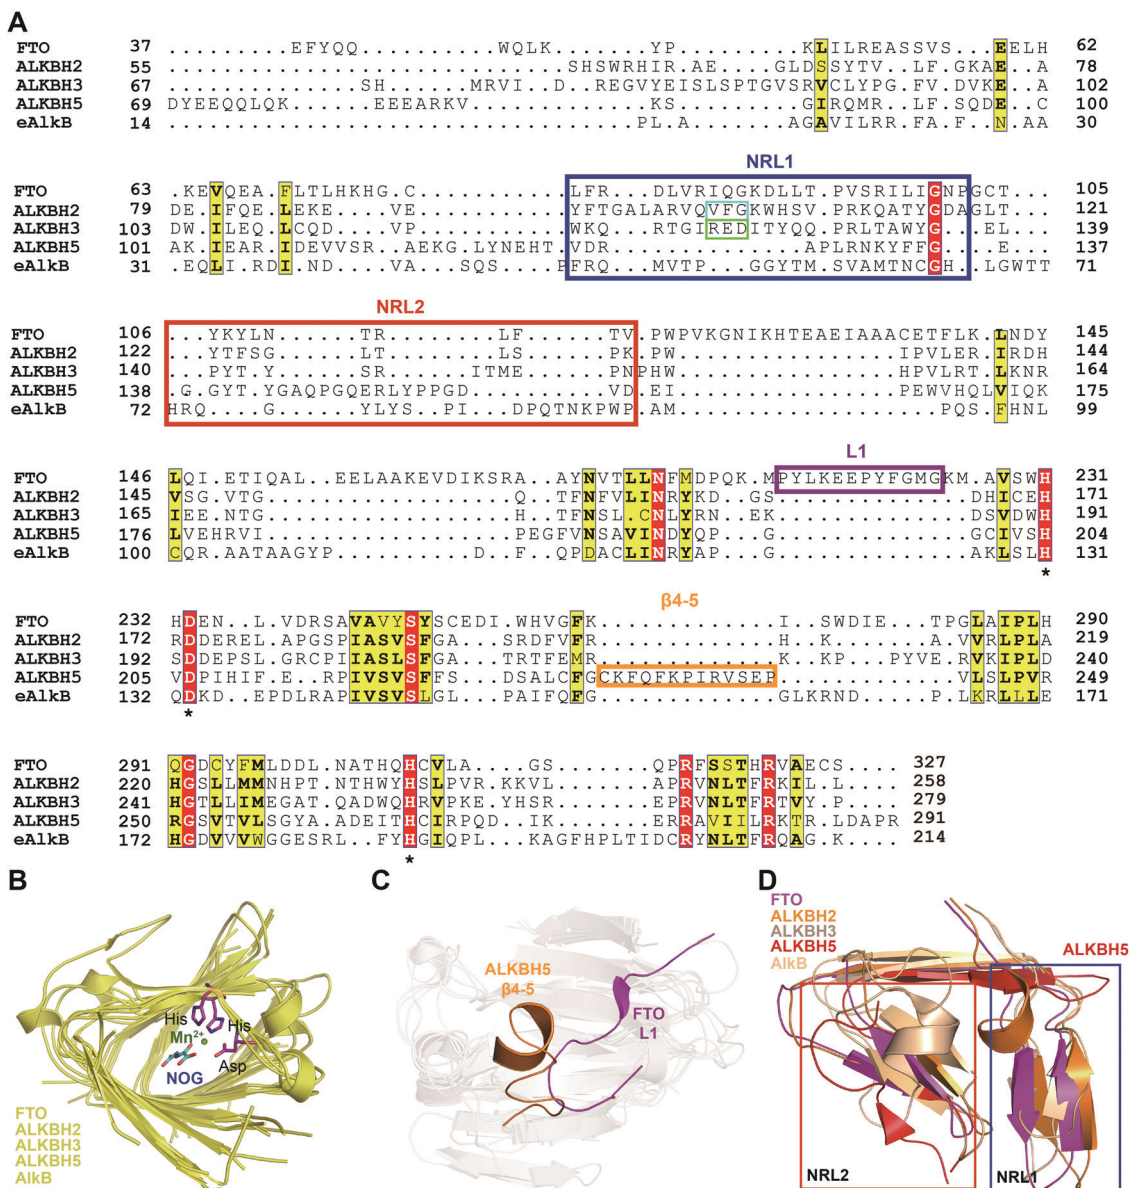 A
FTO 37 .........EFYQQ..........WQLK.......YP.........KLILREASSVS...EELH 62
ALKBH2 55 .............................SHSWRHIR.AE....GLDSSYTV..LF.GKAE..A 78
ALKBH3 67 ..............SH......MRVI..D..REGVYEISLSPTGVSRVCLYPG.FV.DVKEE.A 102
ALKBH5 69 DYEEQQLQK......EEEARKV.............KS..........GIRQMR..LF.SQDE..C 100
eAlkB 14 ..................................PL.A.......AGAVILRR.FA.F..N.AA 30
NRL1
FTO 63 .KEVQEA.FLTLHKHG.C...........LFR...DLVRIQGKDLLT.PVSRILIGNPGCT... 105
ALKBH2 79 DE.IFQE.LEKE...VE...........YFTGALARVQVFGKWHSV.PRKQATYGDAGLT... 121
ALKBH3 103 DW.ILEQ.LCQD...VP...........WKQ...RTGIREDITYQQ.PRLTAWYG...EL... 139
ALKBH5 101 AK.IEAR.IDEVVSR...AEKG.LYNEHT.VDR............APLRNKYFFG...E.... 137
eAlkB 31 .EQLI.RDI.ND....VA...SQS....PFRQ...MVTP...GGYTM.SVAMTNCGH..LGWTT 71
NRL2
FTO 106 ...YKYLN......TR........LF......TV.PWPVKGNIKHTEAEIAAACETFLK.LNDY 145
ALKBH2 122 ...YTFSG......LT........LS......PK.PW................IPVLER.IRDH 144
ALKBH3 140 ...PYT.Y......SR......ITME.....PNPHW................HPVLRT.LKNR 164
ALKBH5 138 .G.GYT.YGAQPGQERLYPPGD..........VD.EI................PEWVHQLVIQK 175
eAlkB 72 HRQ....G........YLYS..PI...DPQTNKPWP.AM...................PQS.FHNL 99
L1
FTO 146 LQI.ETIQAL..EELAAKEVDIKSRA..AYNVTLLNFMDPQK.MPYLKEEPYFGMGKM.AVSWH 231
ALKBH2 145 VSG.VTG..................Q..TFNFVLINRYKD..GS..............DHICEH 171
ALKBH3 165 IEE.NTG..................H..TFNSL.CNLYRN..EK..............DSVDWH 191
ALKBH5 176 LVEHRVI..................PEGFVNSAVINDYQP..G...............GCIVSH 204
eAlkB 100 CQR.AATAAGYP..........D..F..QPDACLINRYAP..G...............AKLSLH 131
*
β4-5
FTO 232 HDEN..L.VDRSAVAVYSYSCEDI.WHVGFK.............I..SWDIE..TPGLAIPLH 290
ALKBH2 172 RDDERELAPGSPIASVSFGA...SRDFVFR.............H..K........A.VVRLPLA 219
ALKBH3 192 SDDEPSLGRCPIIASLSFGA...TRTFEMR.............K..KP...PYVE.RVKIPLD 240
ALKBH5 205 VDPIHIF.E..RPIVSVSFFS..DSALCFGCKFQFKPIRVSEP.............VLSLPVR 249
eAlkB 132 QDKD..EPDLRAPIVSVSLGL..PAIFQFG..............GLKRND....P.LKRLLLE 171
*
FTO 291 QGDCYFMLDDL.NATHQHCVLA....GS.........QPRFSSTHRVAECS.... 327
ALKBH2 220 HGSLLMMNHPT.NTHWYHSLPVR.KKVL.........APRVNLTFRKIL.L.... 258
ALKBH3 241 HGTLLIMEGAT.QADWQHRVPKE.YHSR.........EPRVNLTFRTVY.P.... 279
ALKBH5 250 RGSVTVLSGYA.ADEITHCIRPQD..IK.........ERRAVIILRKTR.LDAPR 291
eAlkB 172 HGDVVVWGGESRL..FYHGIQPL...KAGFHPLTIDCRYNLTFRQAG.K.... 214
*
B
His
His
Mn2+
Asp
NOG
FTO
ALKBH2
ALKBH3
ALKBH5
AlkB
C
ALKBH5
β4-5
FTO
L1
D
FTO
ALKBH2
ALKBH3
ALKBH5
AlkB
ALKBH5
NRL2
NRL1